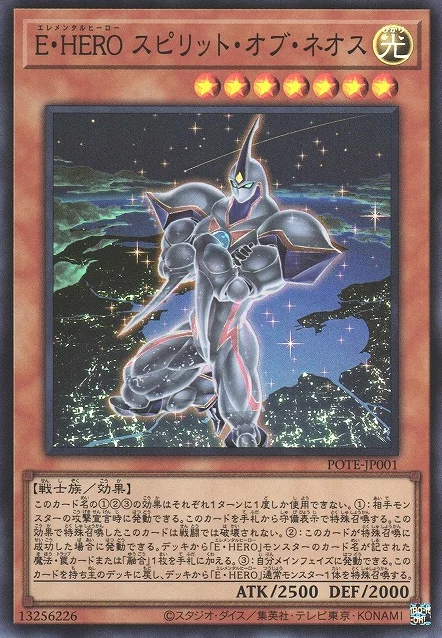 エレメンタルヒーロー
E・HERO スピリット・オブ・ネオス
ひかり
光
POTE-JP001
【戦士族／効果】
このカード名の①②③の効果はそれぞれ1ターンに1度しか使用できない。①：相手モ
ンスターの攻撃宣言時に発動できる。このカードを手札から守備表示で特殊召喚する。この
効果で特殊召喚したこのカードは戦闘では破壊されない。②：このカードが特殊召喚に
成功した場合に発動できる。デッキから「E・HERO」モンスターのカード名が記された
魔法・罠カードまたは「融合」1枚を手札に加える。③：自分メインフェイズに発動できる。この
カードを持ち主のデッキに戻し、デッキから「E・HERO」通常モンスター1体を特殊召喚する。
ATK/2500 DEF/2000
13256226
©スタジオ・ダイス／集英社・テレビ東京・KONAMI